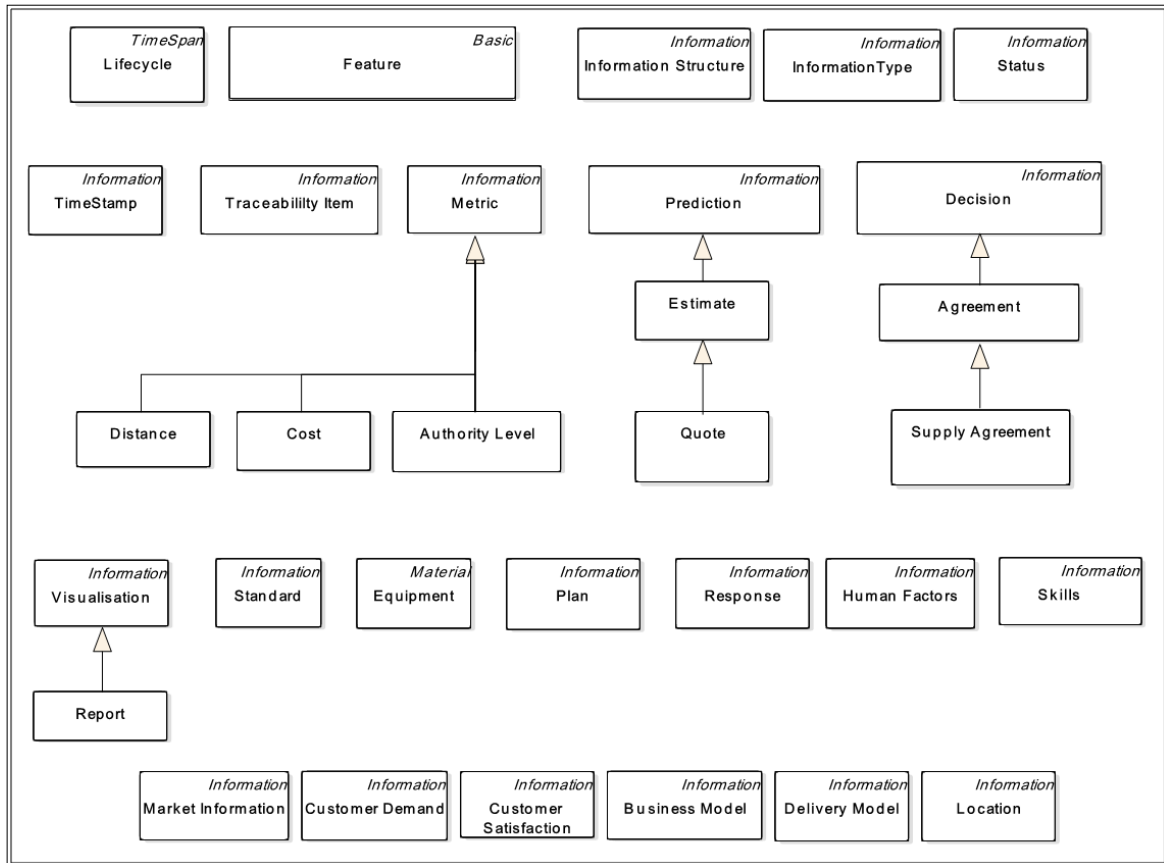 TimeSpan
Lifecycle
Basic
Feature
Information
Information Structure
Information
InformationType
Information
Status
Information
TimeStamp
Information
Traceabililty Item
Information
Metric
Information
Prediction
Information
Decision
Estimate
Agreement
Distance
Cost
Authority Level
Quote
Supply Agreement
Information
Visualisation
Information
Standard
Material
Equipment
Information
Plan
Information
Response
Information
Human Factors
Information
Skills
Report
Information
Market Information
Information
Customer Demand
Information
Customer
Satisfaction
Information
Business Model
Information
Delivery Model
Information
Location